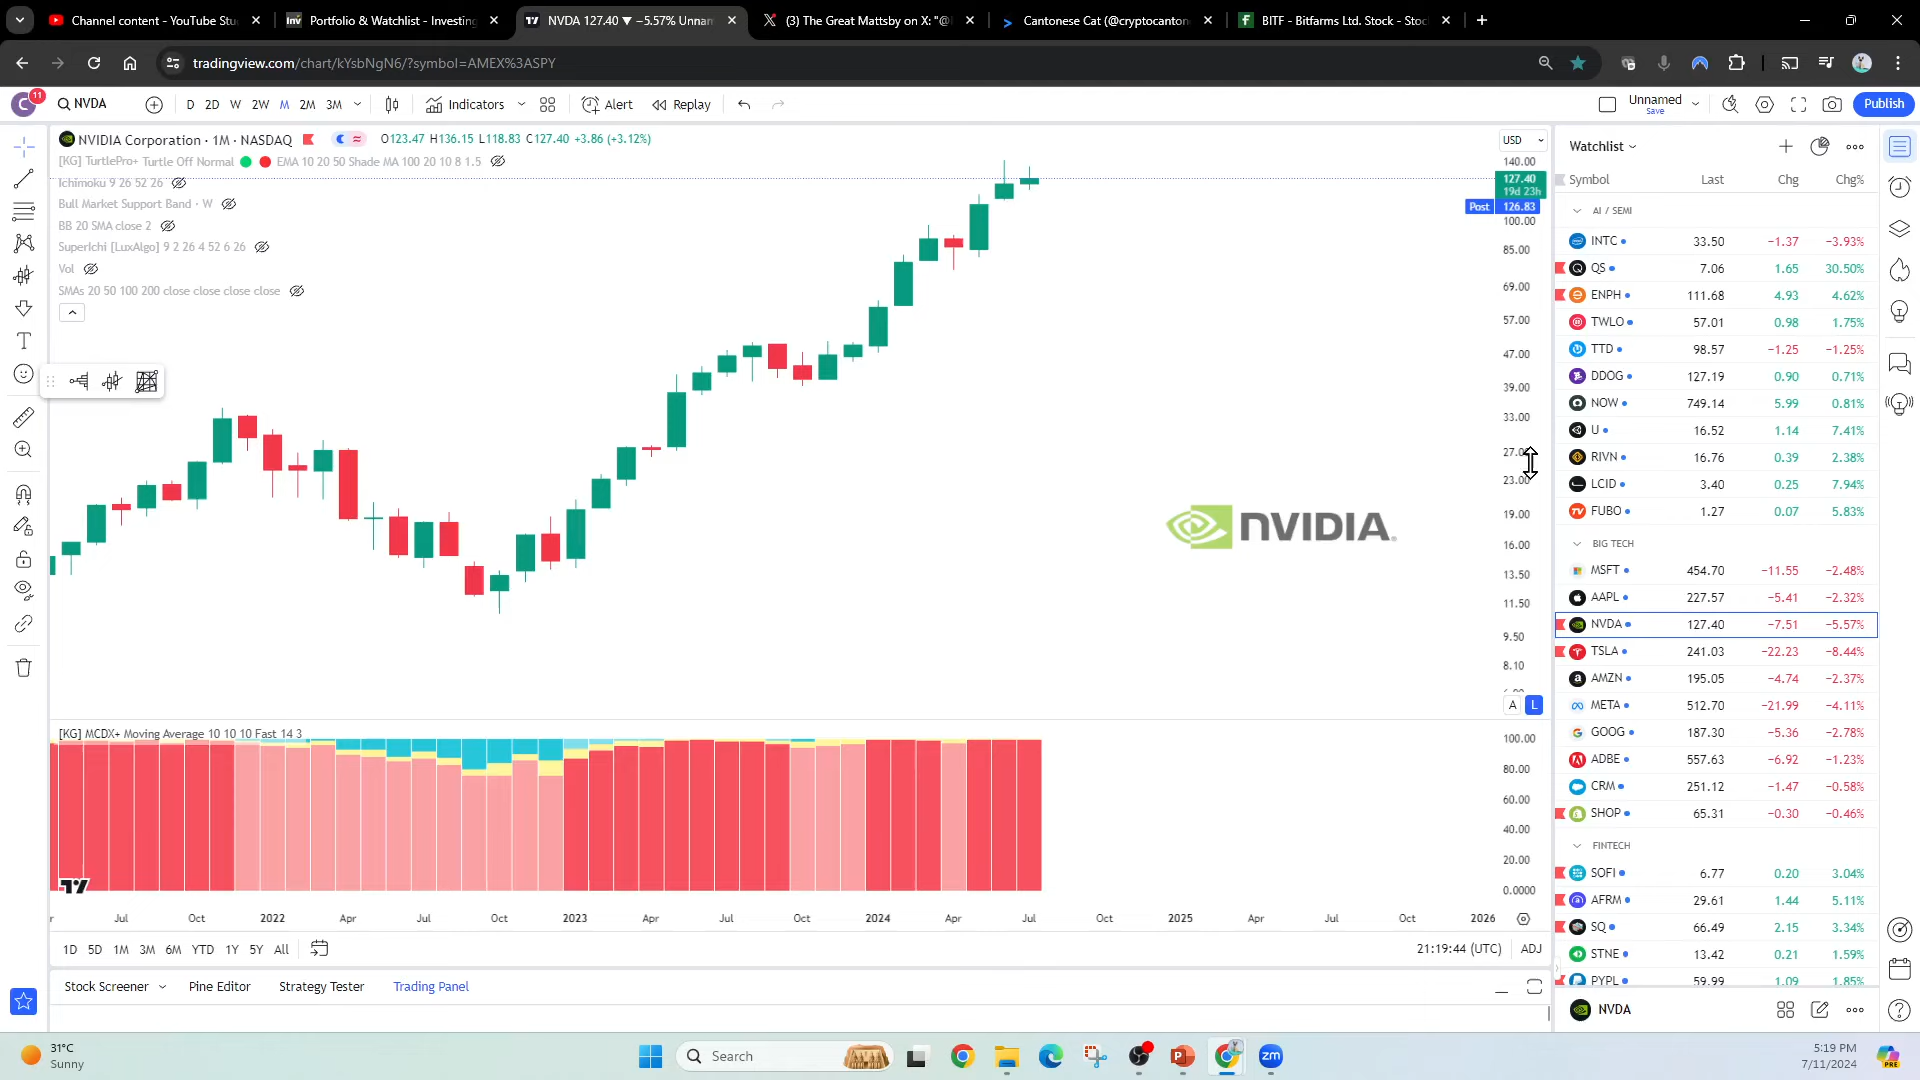 Channel content - YouTube Stu
Portfolio & Watchlist - Investing
NVDA 127.40 ▼ −5.57% Unnam
(3) The Great Mattsby on X: "@
Cantonese Cat (@cryptocanton
BITF - Bitfarms Ltd. Stock - Stoc
tradingview.com/chart/kYsbNgN6/?symbol=AMEX%3ASPY
11
NVDA
D 2D W 2W M 2M 3M
Indicators
Alert
Replay
Unnamed
Save
Publish
NVIDIA Corporation · 1M · NASDAQ
O123.47 H136.15 L118.83 C127.40 +3.86 (+3.12%)
[KG] TurtlePro+ Turtle Off Normal EMA 10 20 50 Shade MA 100 20 10 8 1.5
Ichimoku 9 26 52 26
Bull Market Support Band · W
BB 20 SMA close 2
SuperIchi [LuxAlgo] 9 2 26 4 52 6 26
Vol
SMAs 20 50 100 200 close close close close
USD
140.00
127.40
19d 23h
Post 126.83
100.00
85.00
69.00
57.00
47.00
39.00
33.00
27.00
23.00
19.00
16.00
13.50
11.50
9.50
8.10
A L
NVIDIA.
[KG] MCDX+ Moving Average 10 10 10 Fast 14 3
100.00
80.00
60.00
40.00
20.00
0.0000
Jul Oct 2022 Apr Jul Oct 2023 Apr Jul Oct 2024 Apr Jul Oct 2025 Apr Jul Oct 2026
1D 5D 1M 3M 6M YTD 1Y 5Y All
21:19:44 (UTC) ADJ
Stock Screener
Pine Editor
Strategy Tester
Trading Panel
Watchlist
Symbol Last Chg Chg%
AI / SEMI
INTC 33.50 −1.37 −3.93%
QS 7.06 1.65 30.50%
ENPH 111.68 4.93 4.62%
TWLO 57.01 0.98 1.75%
TTD 98.57 −1.25 −1.25%
DDOG 127.19 0.90 0.71%
NOW 749.14 5.99 0.81%
U 16.52 1.14 7.41%
RIVN 16.76 0.39 2.38%
LCID 3.40 0.25 7.94%
FUBO 1.27 0.07 5.83%
BIG TECH
MSFT 454.70 −11.55 −2.48%
AAPL 227.57 −5.41 −2.32%
NVDA 127.40 −7.51 −5.57%
TSLA 241.03 −22.23 −8.44%
AMZN 195.05 −4.74 −2.37%
META 512.70 −21.99 −4.11%
GOOG 187.30 −5.36 −2.78%
ADBE 557.63 −6.92 −1.23%
CRM 251.12 −1.47 −0.58%
SHOP 65.31 −0.30 −0.46%
FINTECH
SOFI 6.77 0.20 3.04%
AFRM 29.61 1.44 5.11%
SQ 66.49 2.15 3.34%
STNE 13.42 0.21 1.59%
PYPL 59.99 1.09 1.85%
NVDA
31°C
Sunny
Search
zm
5:19 PM
7/11/2024